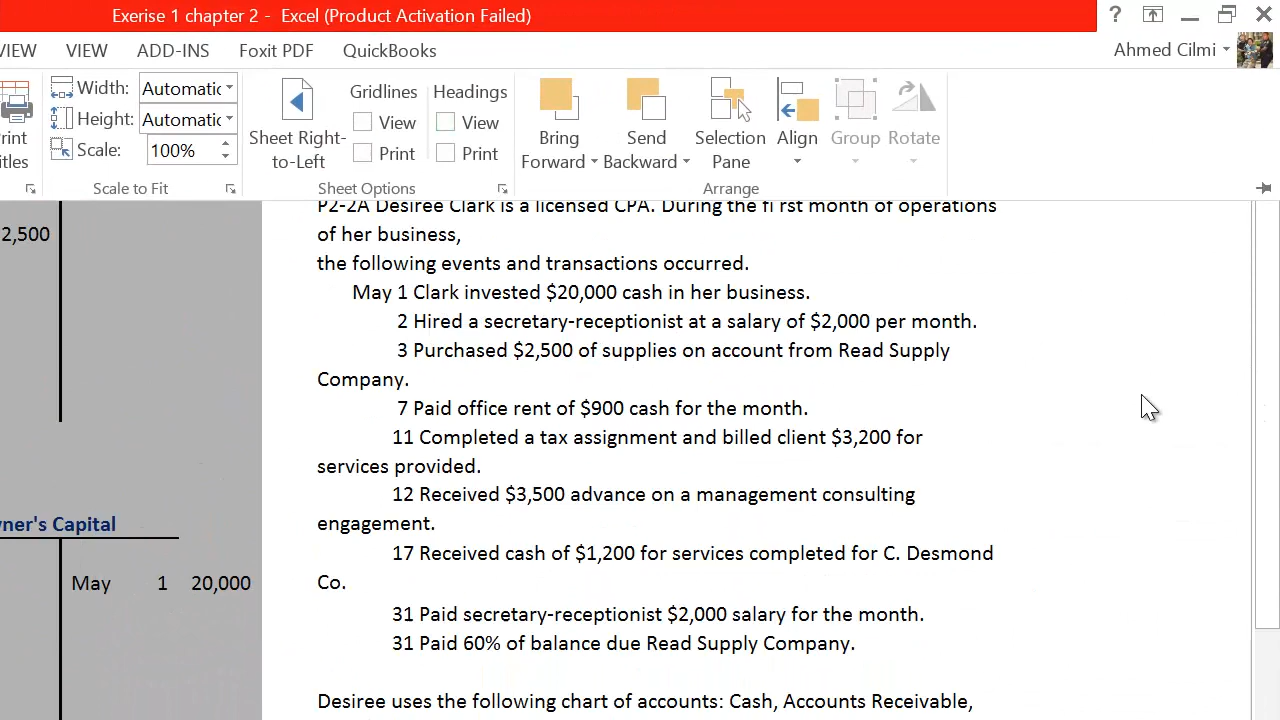 Exerise 1 chapter 2 - Excel (Product Activation Failed)
?
VIEW VIEW ADD-INS Foxit PDF QuickBooks Ahmed Cilmi
Width: Automatic
Height: Automatic
Scale: 100%
Scale to Fit
Sheet Right-to-Left
Gridlines Headings
View View
Print Print
Sheet Options
Bring Forward
Send Backward
Selection Pane
Align
Group
Rotate
Arrange
2,500
P2-2A Desiree Clark is a licensed CPA. During the fi rst month of operations
of her business,
the following events and transactions occurred.
May 1 Clark invested $20,000 cash in her business.
2 Hired a secretary-receptionist at a salary of $2,000 per month.
3 Purchased $2,500 of supplies on account from Read Supply
Company.
7 Paid office rent of $900 cash for the month.
11 Completed a tax assignment and billed client $3,200 for
services provided.
12 Received $3,500 advance on a management consulting
engagement.
17 Received cash of $1,200 for services completed for C. Desmond
Co.
31 Paid secretary-receptionist $2,000 salary for the month.
31 Paid 60% of balance due Read Supply Company.
Desiree uses the following chart of accounts: Cash, Accounts Receivable,
wner's Capital
May 1 20,000